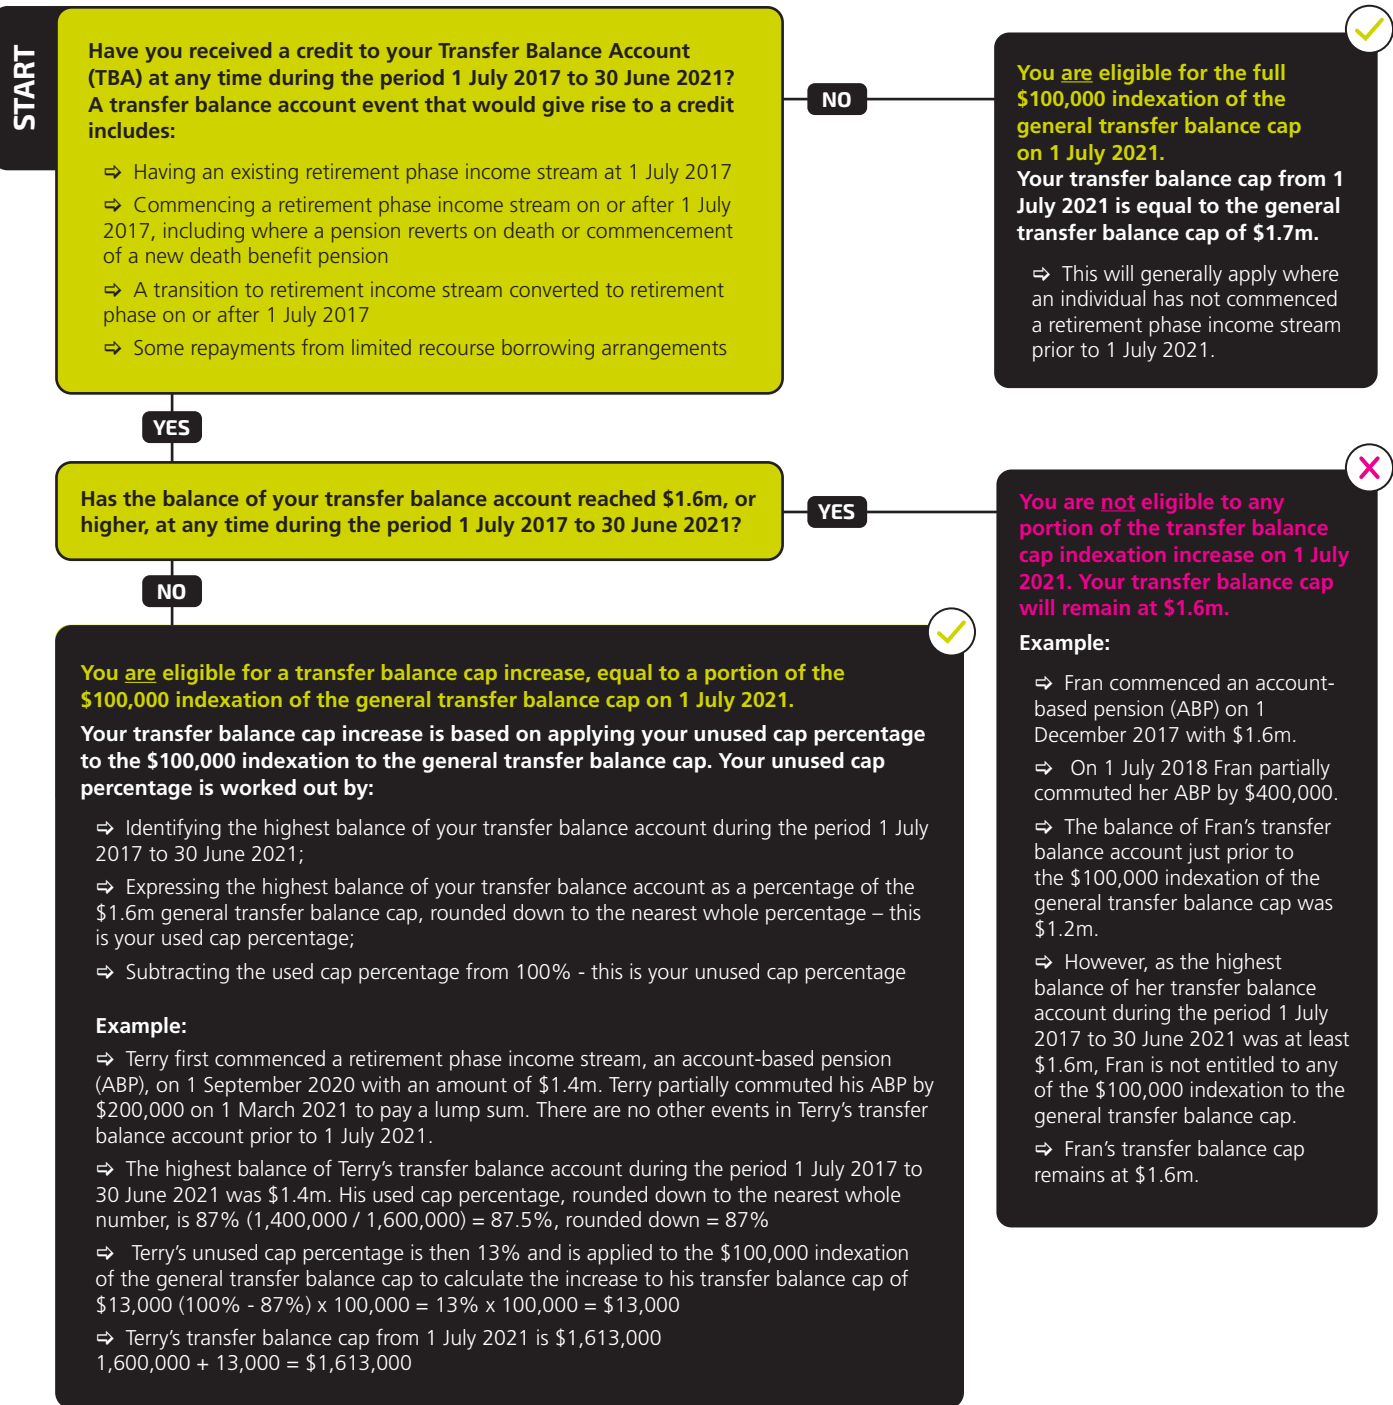 START
Have you received a credit to your Transfer Balance Account
(TBA) at any time during the period 1 July 2017 to 30 June 2021?
A transfer balance account event that would give rise to a credit
includes:
⇨ Having an existing retirement phase income stream at 1 July 2017
⇨ Commencing a retirement phase income stream on or after 1 July
2017, including where a pension reverts on death or commencement
of a new death benefit pension
⇨ A transition to retirement income stream converted to retirement
phase on or after 1 July 2017
⇨ Some repayments from limited recourse borrowing arrangements
NO
You are eligible for the full
$100,000 indexation of the
general transfer balance cap
on 1 July 2021.
Your transfer balance cap from 1
July 2021 is equal to the general
transfer balance cap of $1.7m.
⇨ This will generally apply where
an individual has not commenced
a retirement phase income stream
prior to 1 July 2021.
YES
Has the balance of your transfer balance account reached $1.6m, or
higher, at any time during the period 1 July 2017 to 30 June 2021?
YES
You are not eligible to any
portion of the transfer balance
cap indexation increase on 1 July
2021. Your transfer balance cap
will remain at $1.6m.
Example:
⇨ Fran commenced an account-
based pension (ABP) on 1
December 2017 with $1.6m.
⇨ On 1 July 2018 Fran partially
commuted her ABP by $400,000.
⇨ The balance of Fran's transfer
balance account just prior to
the $100,000 indexation of the
general transfer balance cap was
$1.2m.
⇨ However, as the highest
balance of her transfer balance
account during the period 1 July
2017 to 30 June 2021 was at least
$1.6m, Fran is not entitled to any
of the $100,000 indexation to the
general transfer balance cap.
⇨ Fran's transfer balance cap
remains at $1.6m.
NO
You are eligible for a transfer balance cap increase, equal to a portion of the
$100,000 indexation of the general transfer balance cap on 1 July 2021.
Your transfer balance cap increase is based on applying your unused cap percentage
to the $100,000 indexation to the general transfer balance cap. Your unused cap
percentage is worked out by:
⇨ Identifying the highest balance of your transfer balance account during the period 1 July
2017 to 30 June 2021;
⇨ Expressing the highest balance of your transfer balance account as a percentage of the
$1.6m general transfer balance cap, rounded down to the nearest whole percentage – this
is your used cap percentage;
⇨ Subtracting the used cap percentage from 100% - this is your unused cap percentage
Example:
⇨ Terry first commenced a retirement phase income stream, an account-based pension
(ABP), on 1 September 2020 with an amount of $1.4m. Terry partially commuted his ABP by
$200,000 on 1 March 2021 to pay a lump sum. There are no other events in Terry's transfer
balance account prior to 1 July 2021.
⇨ The highest balance of Terry's transfer balance account during the period 1 July 2017 to
30 June 2021 was $1.4m. His used cap percentage, rounded down to the nearest whole
number, is 87% (1,400,000 / 1,600,000) = 87.5%, rounded down = 87%
⇨ Terry's unused cap percentage is then 13% and is applied to the $100,000 indexation
of the general transfer balance cap to calculate the increase to his transfer balance cap of
$13,000 (100% - 87%) x 100,000 = 13% x 100,000 = $13,000
⇨ Terry's transfer balance cap from 1 July 2021 is $1,613,000
1,600,000 + 13,000 = $1,613,000